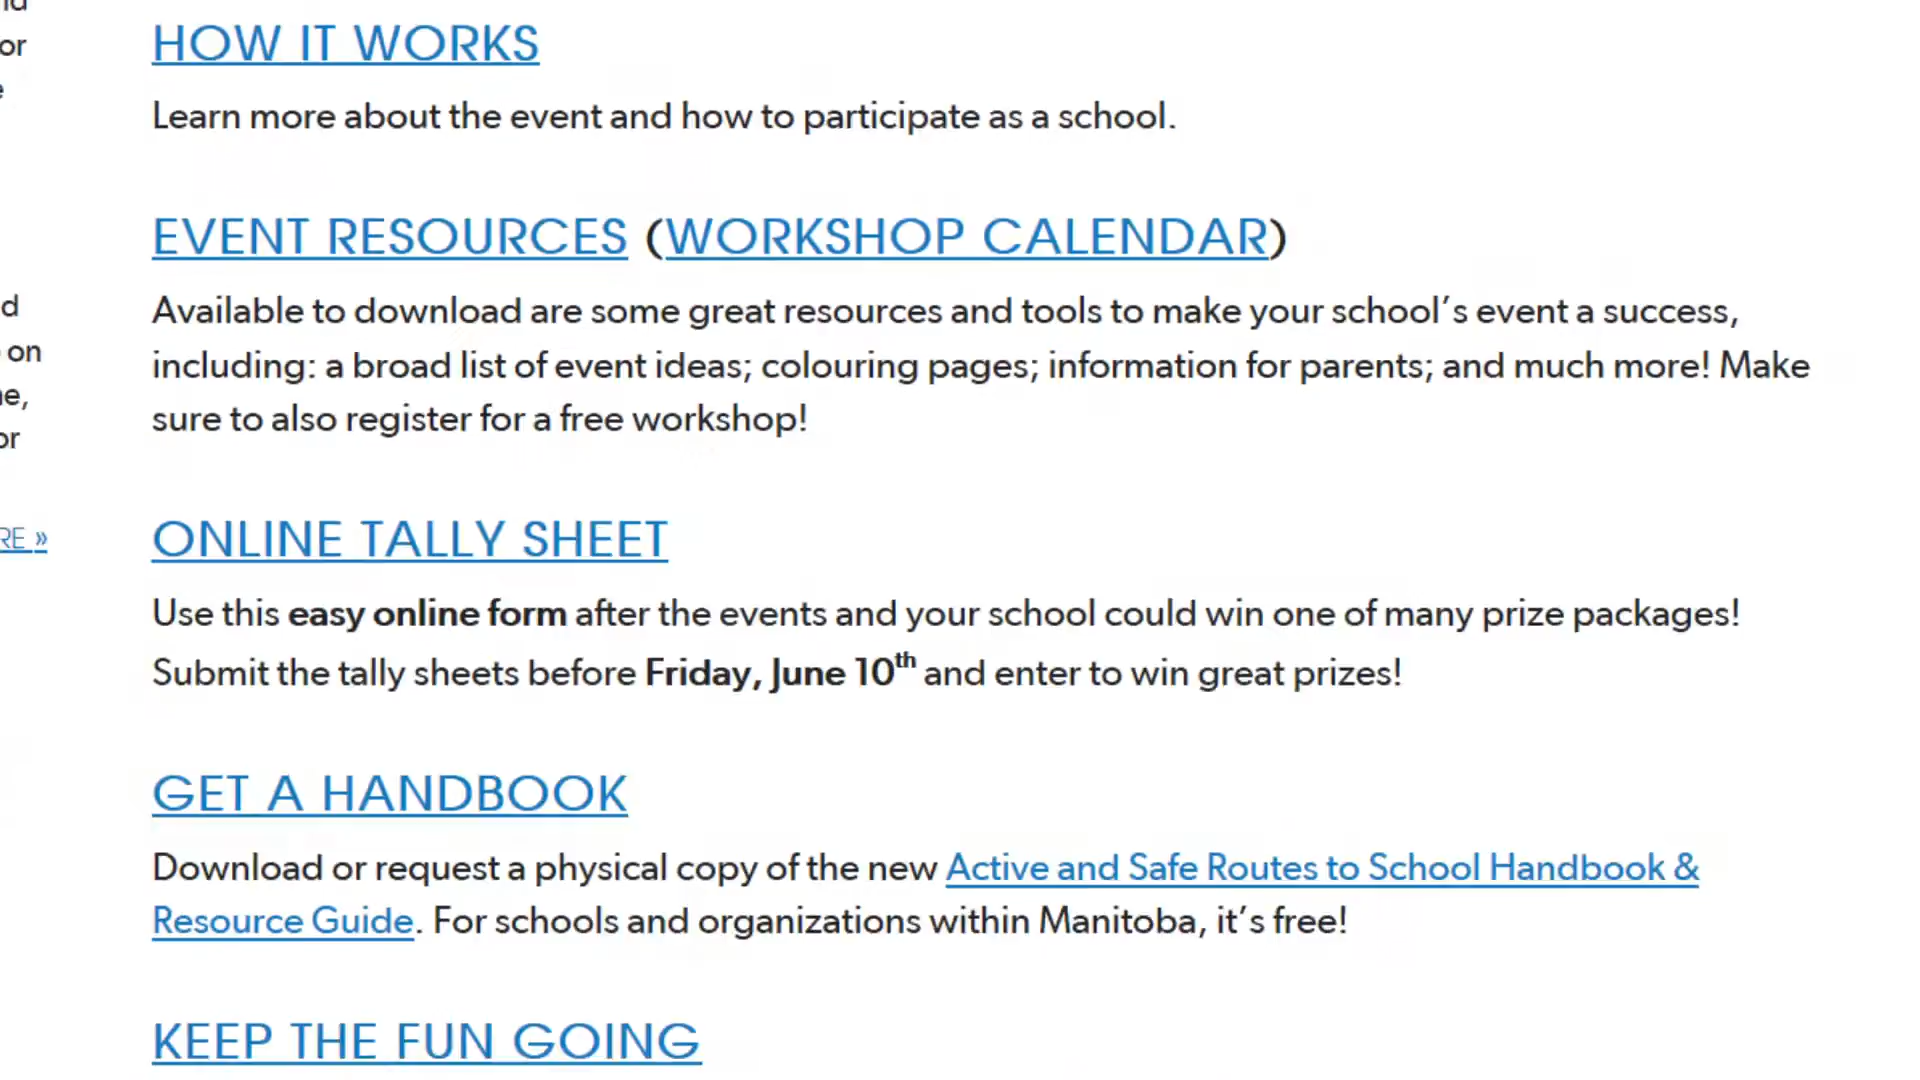 or
HOW IT WORKS
Learn more about the event and how to participate as a school.
EVENT RESOURCES (WORKSHOP CALENDAR)
Available to download are some great resources and tools to make your school's event a success,
including: a broad list of event ideas; colouring pages; information for parents; and much more! Make
sure to also register for a free workshop!
on
RE »
ONLINE TALLY SHEET
Use this easy online form after the events and your school could win one of many prize packages!
Submit the tally sheets before Friday, June 10th and enter to win great prizes!
GET A HANDBOOK
Download or request a physical copy of the new Active and Safe Routes to School Handbook &
Resource Guide. For schools and organizations within Manitoba, it's free!
KEEP THE FUN GOING